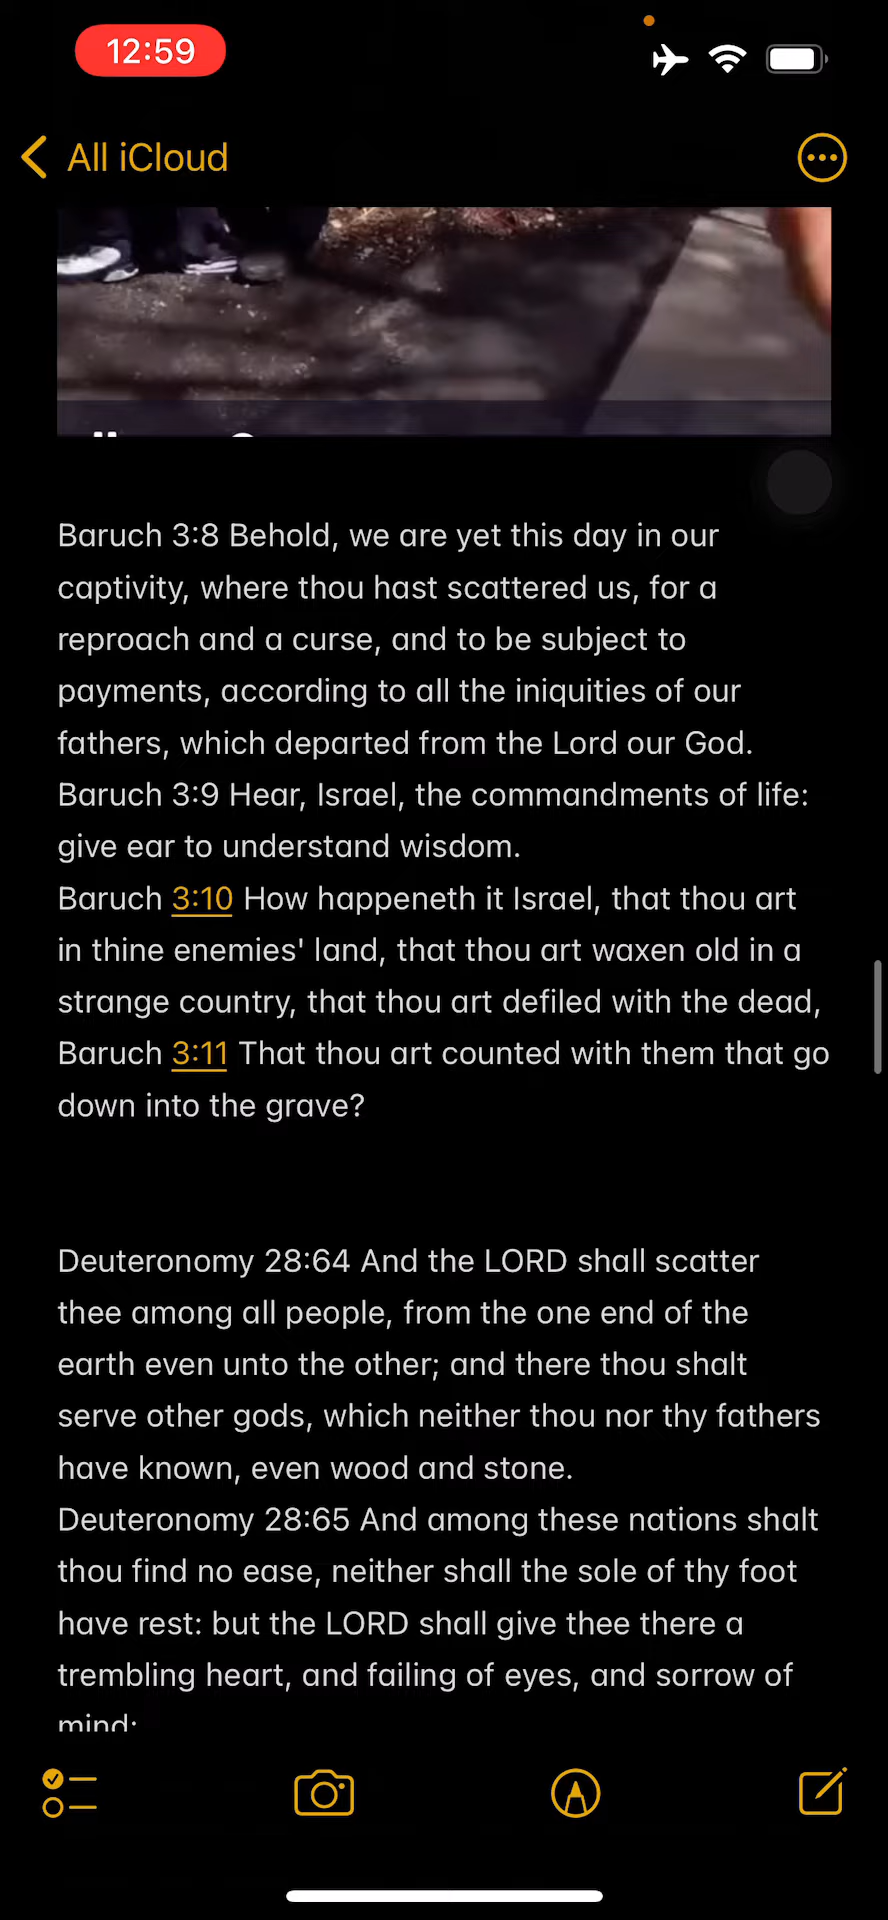 12:59
All iCloud
Baruch 3:8 Behold, we are yet this day in our
captivity, where thou hast scattered us, for a
reproach and a curse, and to be subject to
payments, according to all the iniquities of our
fathers, which departed from the Lord our God.
Baruch 3:9 Hear, Israel, the commandments of life:
give ear to understand wisdom.
Baruch 3:10 How happeneth it Israel, that thou art
in thine enemies' land, that thou art waxen old in a
strange country, that thou art defiled with the dead,
Baruch 3:11 That thou art counted with them that go
down into the grave?
Deuteronomy 28:64 And the LORD shall scatter
thee among all people, from the one end of the
earth even unto the other; and there thou shalt
serve other gods, which neither thou nor thy fathers
have known, even wood and stone.
Deuteronomy 28:65 And among these nations shalt
thou find no ease, neither shall the sole of thy foot
have rest: but the LORD shall give thee there a
trembling heart, and failing of eyes, and sorrow of
mind: